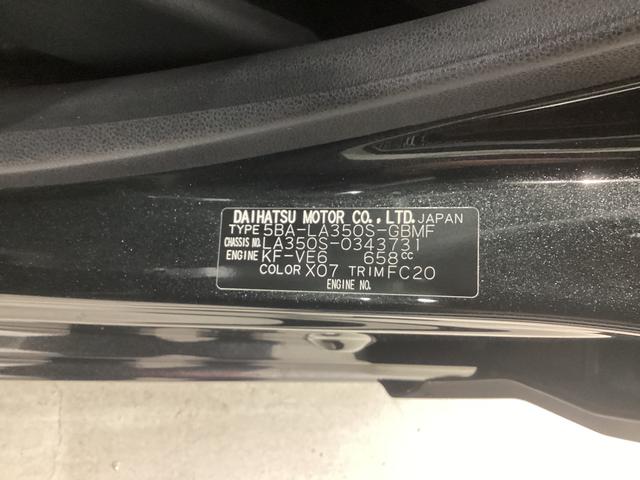 DAIHATSU MOTOR CO.,LTD. JAPAN
TYPE 5BA-LA350S-GBMF
CHASSIS NO. LA350S-0343731
ENGINE KF-VE6 658cc
COLOR X07 TRIM FC20
ENGINE NO.